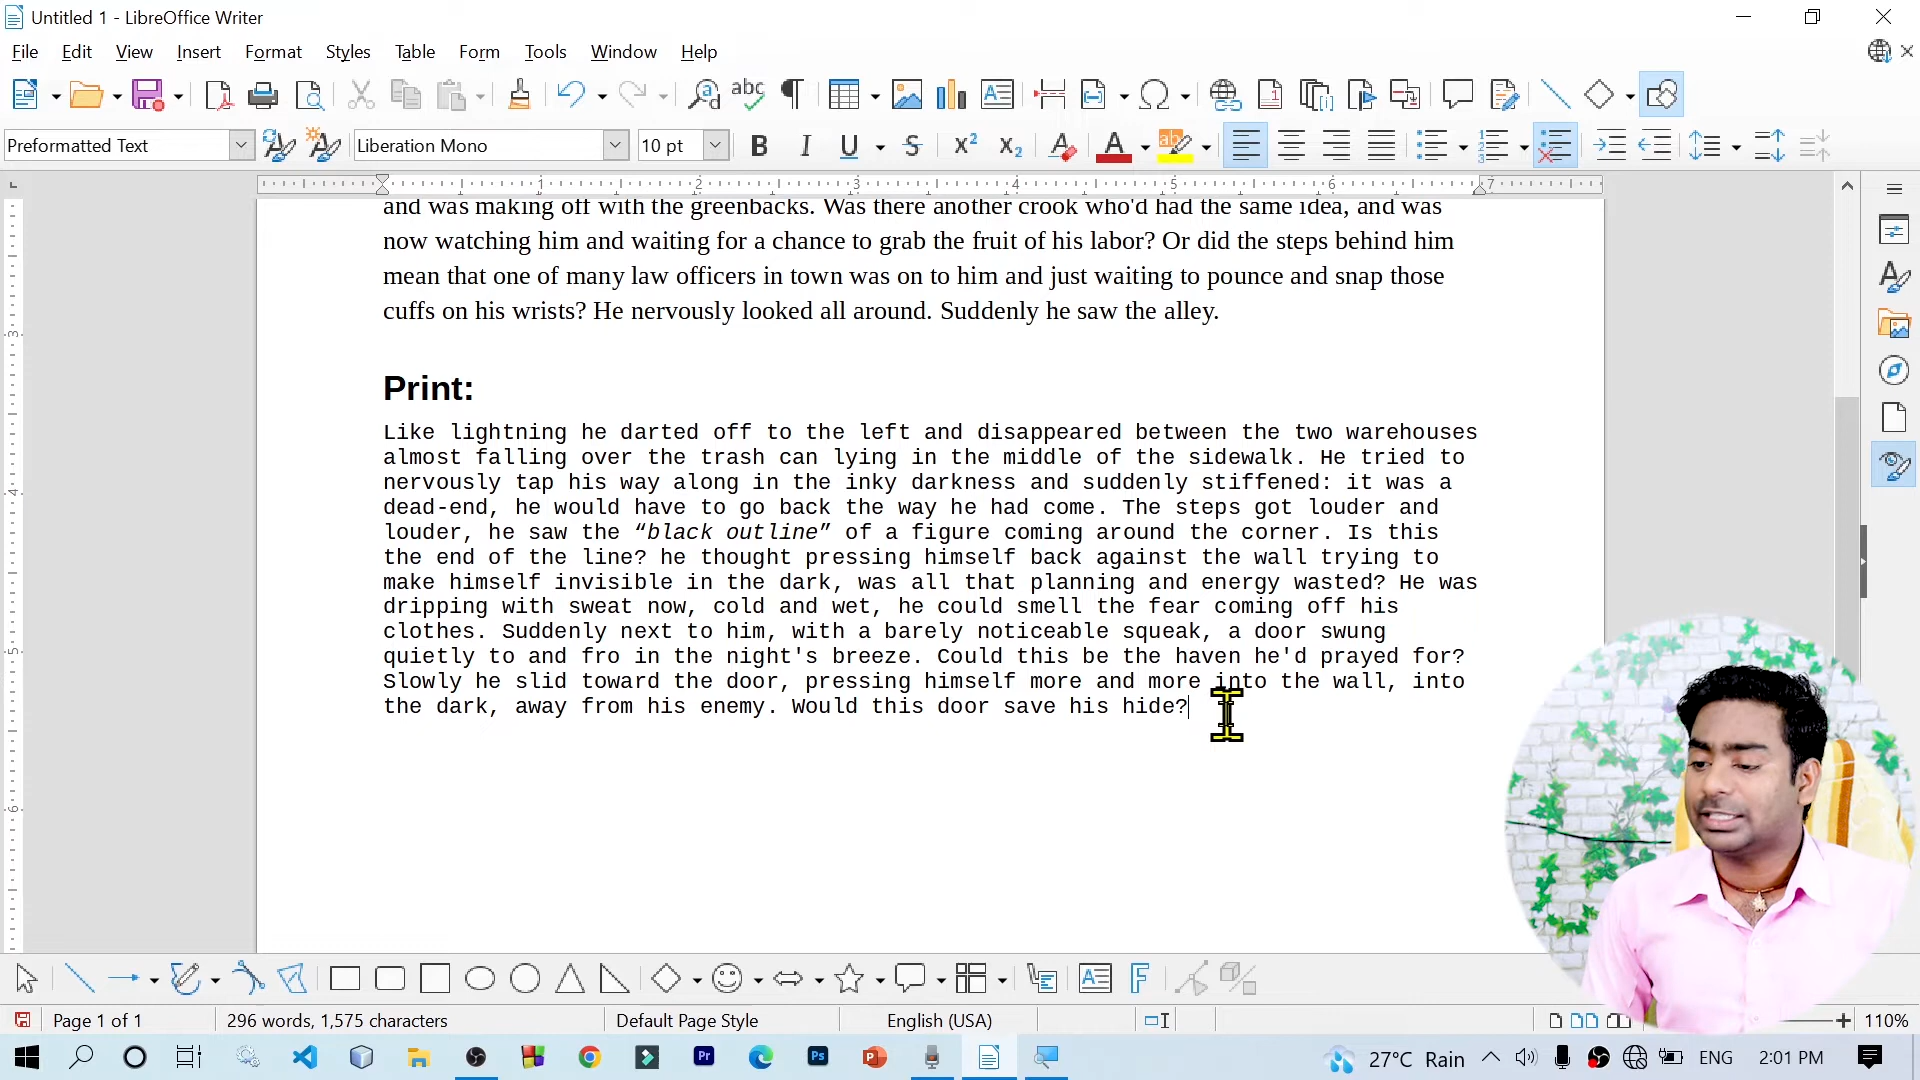 Untitled 1 - LibreOffice Writer
File Edit View Insert Format Styles Table Form Tools Window Help
Preformatted Text Liberation Mono 10 pt
1 2 3 4 5 6 7
and was making off with the greenbacks. Was there another crook who'd had the same idea, and was
now watching him and waiting for a chance to grab the fruit of his labor? Or did the steps behind him
mean that one of many law officers in town was on to him and just waiting to pounce and snap those
cuffs on his wrists? He nervously looked all around. Suddenly he saw the alley.
Print:
Like lightning he darted off to the left and disappeared between the two warehouses
almost falling over the trash can lying in the middle of the sidewalk. He tried to
nervously tap his way along in the inky darkness and suddenly stiffened: it was a
dead-end, he would have to go back the way he had come. The steps got louder and
louder, he saw the “black outline” of a figure coming around the corner. Is this
the end of the line? he thought pressing himself back against the wall trying to
make himself invisible in the dark, was all that planning and energy wasted? He was
dripping with sweat now, cold and wet, he could smell the fear coming off his
clothes. Suddenly next to him, with a barely noticeable squeak, a door swung
quietly to and fro in the night's breeze. Could this be the haven he'd prayed for?
Slowly he slid toward the door, pressing himself more and more into the wall, into
the dark, away from his enemy. Would this door save his hide?
Page 1 of 1 296 words, 1,575 characters Default Page Style English (USA) 110%
27°C Rain ENG 2:01 PM